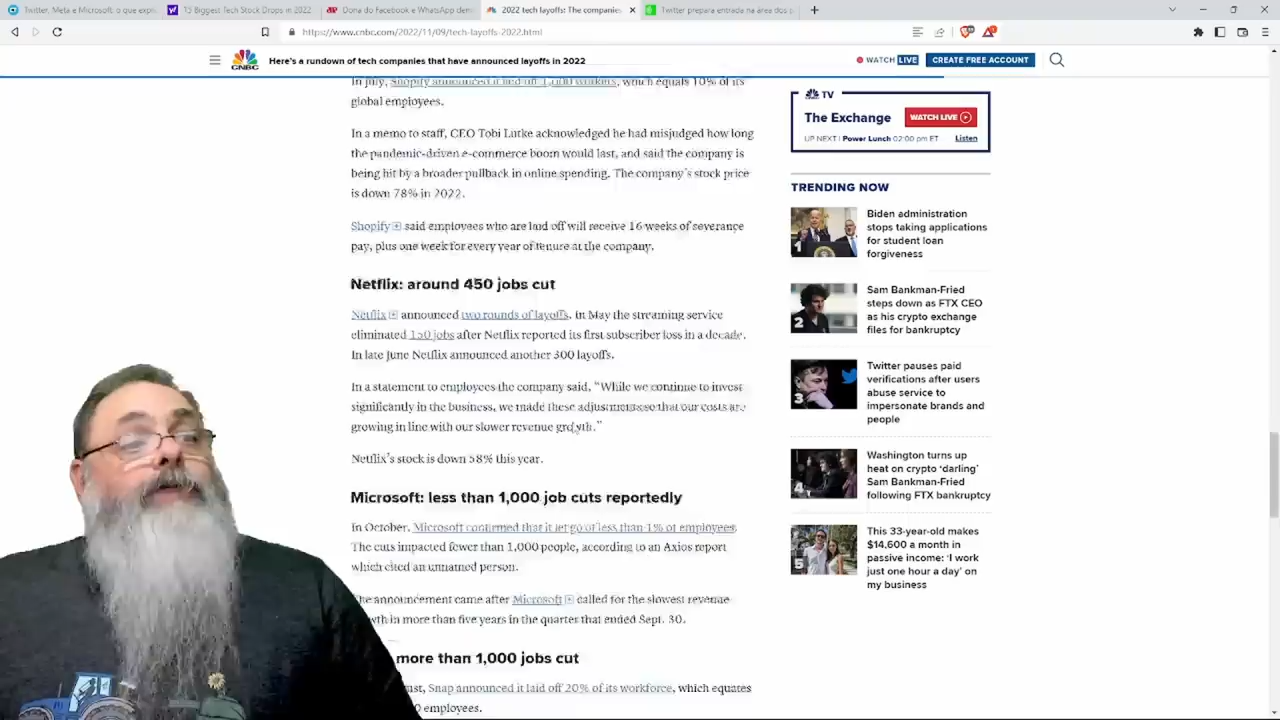 Twitter, Meta e Microsoft: o que expl
15 Biggest Tech Stock Drops in 2022
Dona do Facebook e WhatsApp demi
2022 tech layoffs: The companies
Twitter prepara entrada na área dos p
https://www.cnbc.com/2022/11/09/tech-layoffs-2022.html
CNBC
Here's a rundown of tech companies that have announced layoffs in 2022
WATCH LIVE
CREATE FREE ACCOUNT
In July, Shopify announced it laid off 1,000 workers, which equals 10% of its
global employees.
In a memo to staff, CEO Tobi Lutke acknowledged he had misjudged how long
the pandemic-driven e-commerce boom would last, and said the company is
being hit by a broader pullback in online spending. The company's stock price
is down 78% in 2022.
Shopify said employees who are laid off will receive 16 weeks of severance
pay, plus one week for every year of tenure at the company.
Netflix: around 450 jobs cut
Netflix announced two rounds of layoffs. In May the streaming service
eliminated 150 jobs after Netflix reported its first subscriber loss in a decade.
In late June Netflix announced another 300 layoffs.
In a statement to employees the company said, "While we continue to invest
significantly in the business, we made these adjustments so that our costs are
growing in line with our slower revenue growth."
Netflix's stock is down 58% this year.
Microsoft: less than 1,000 job cuts reportedly
In October, Microsoft confirmed that it let go of less than 1% of employees.
The cuts impacted fewer than 1,000 people, according to an Axios report
which cited an unnamed person.
announcement came after Microsoft called for the slowest revenue
in more than five years in the quarter that ended Sept. 30.
more than 1,000 jobs cut
Snap announced it laid off 20% of its workforce, which equates
employees.
TV
The Exchange
WATCH LIVE
UP NEXT | Power Lunch 02:00 pm ET
Listen
TRENDING NOW
1
Biden administration
stops taking applications
for student loan
forgiveness
2
Sam Bankman-Fried
steps down as FTX CEO
as his crypto exchange
files for bankruptcy
3
Twitter pauses paid
verifications after users
abuse service to
impersonate brands and
people
4
Washington turns up
heat on crypto 'darling'
Sam Bankman-Fried
following FTX bankruptcy
5
This 33-year-old makes
$14,600 a month in
passive income: 'I work
just one hour a day' on
my business